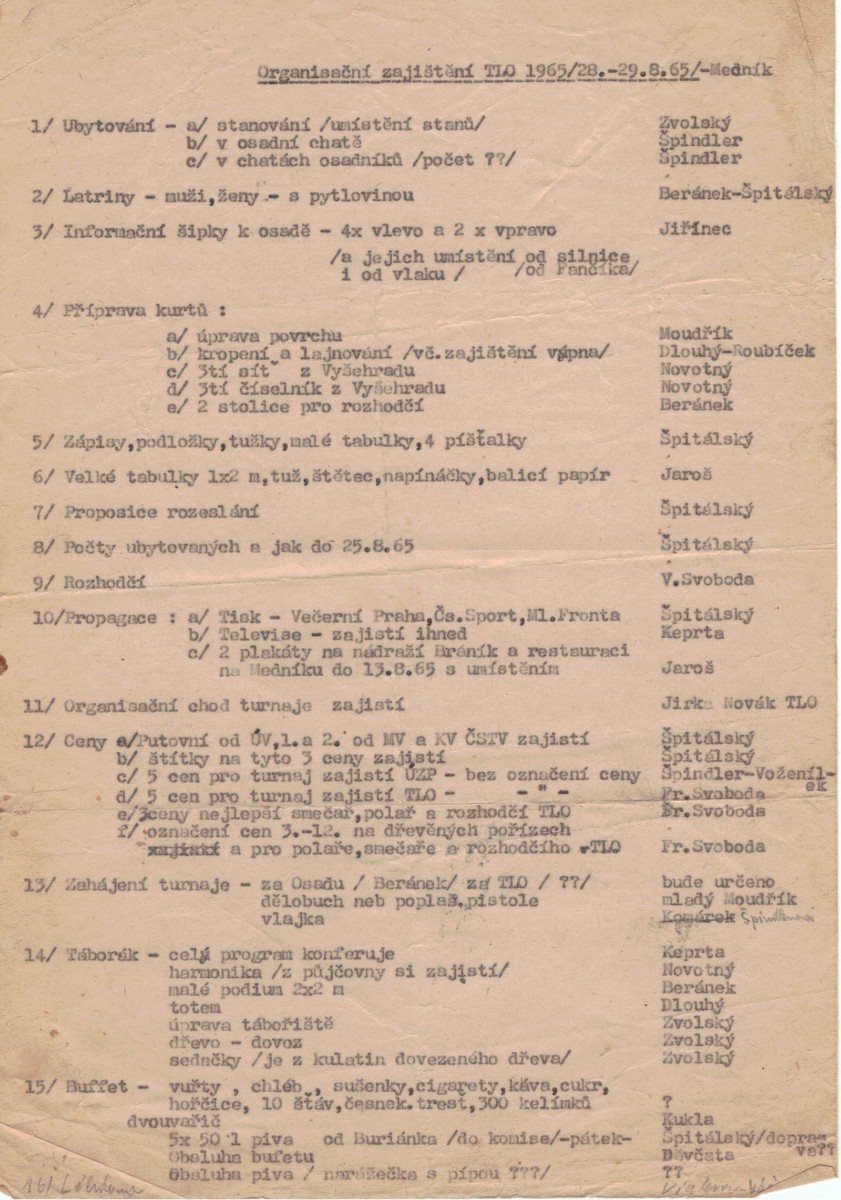 Organisační zajištění TLO 1965/28.-29.8.65/-Medník
1/ Ubytování - a/ stanování /umístění stanů/ Zvolský
b/ v osadní chatě Špindler
c/ v chatách osadníků /počet ??/ Špindler
2/ Latriny - muži,ženy - s pytlovinou Beránek-Špitálský
3/ Informační šipky k osadě - 4x vlevo a 2 x vpravo Jiřínec
/a jejich umístění od silnice
i od vlaku / /od Fančíka/
4/ Příprava kurtů :
a/ úprava povrchu Moudřík
b/ kropení a lajnování /vč.zajištění vápna/ Dlouhý-Roubíček
c/ 3tí síť z Vyšehradu Novotný
d/ 3tí číselník z Vyšehradu Novotný
e/ 2 stolice pro rozhodčí Beránek
5/ Zápisy,podložky,tužky,malé tabulky,4 píšťalky Špitálský
6/ Velké tabulky 1x2 m,tuž,štětec,napínáčky,balicí papír Jaroš
7/ Proposice rozeslání Špitálský
8/ Počty ubytovaných a jak do 25.8.65 Špitálský
9/ Rozhodčí V.Svoboda
10/Propagace : a/ Tisk - Večerní Praha,Čs.Sport,Ml.Fronta Špitálský
b/ Televise - zajistí ihned Keprta
c/ 2 plakáty na nádraží Bráník a restauraci
na Medníku do 13.8.65 s umístěním Jaroš
11/ Organisační chod turnaje zajistí Jirka Novák TLO
12/ Ceny a/Putovní od ÚV,1.a 2. od MV a KV ČSTV zajistí Špitálský
b/ štítky na tyto 3 ceny zajistí Špitálský
c/ 5 cen pro turnaj zajistí ÚZP - bez označení ceny Špindler-Voženíl-
ek
d/ 5 cen pro turnaj zajistí TLO - - " - Fr.Svoboda
e/3ceny nejlepší smečař,polař a rozhodčí TLO Fr.Svoboda
f/ označení cen 3.-12. na dřevěných pořízech
zajistí a pro polaře,smečaře a rozhodčího -TLO Fr.Svoboda
13/ Zahájení turnaje - za Osadu / Beránek/ za TLO / ??/ bude určeno
dělobuch neb poplaš.pistole mladý Moudřík
vlajka Komárek
14/ Táborák - celý program konferuje Keprta
harmonika /z půjčovny si zajistí/ Novotný
malé podium 2x2 m Beránek
totem Dlouhý
úprava tábořiště Zvolský
dřevo - dovoz Zvolský
sedačky /je z kulatin dovezeného dřeva/ Zvolský
15/ Buffet - vuřty , chléb , sušenky,cigarety,káva,cukr,
hořčice, 10 štáv,česnek.trest,300 kelímků ?
dvouvařič Kukla
5x 50 l piva od Buriánka /do komise/-pátek- Špitálský/dopra-
va??
Obsluha bufetu Děvčata
Obsluha piva / narážečka s pípou ???/ ??
16/